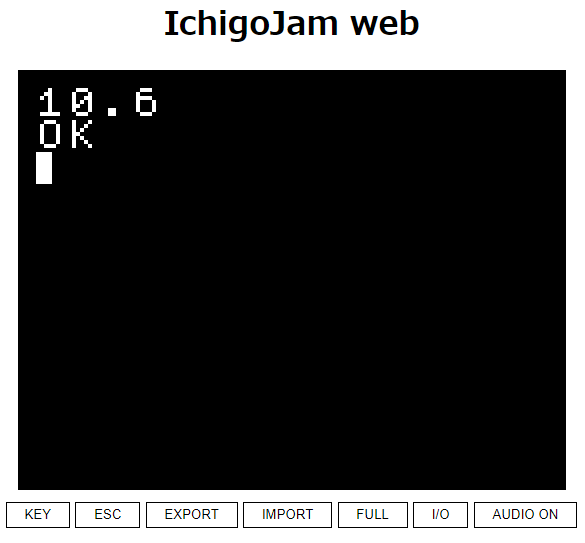 IchigoJam web
10.6
OK
KEY ESC EXPORT IMPORT FULL I/O AUDIO ON